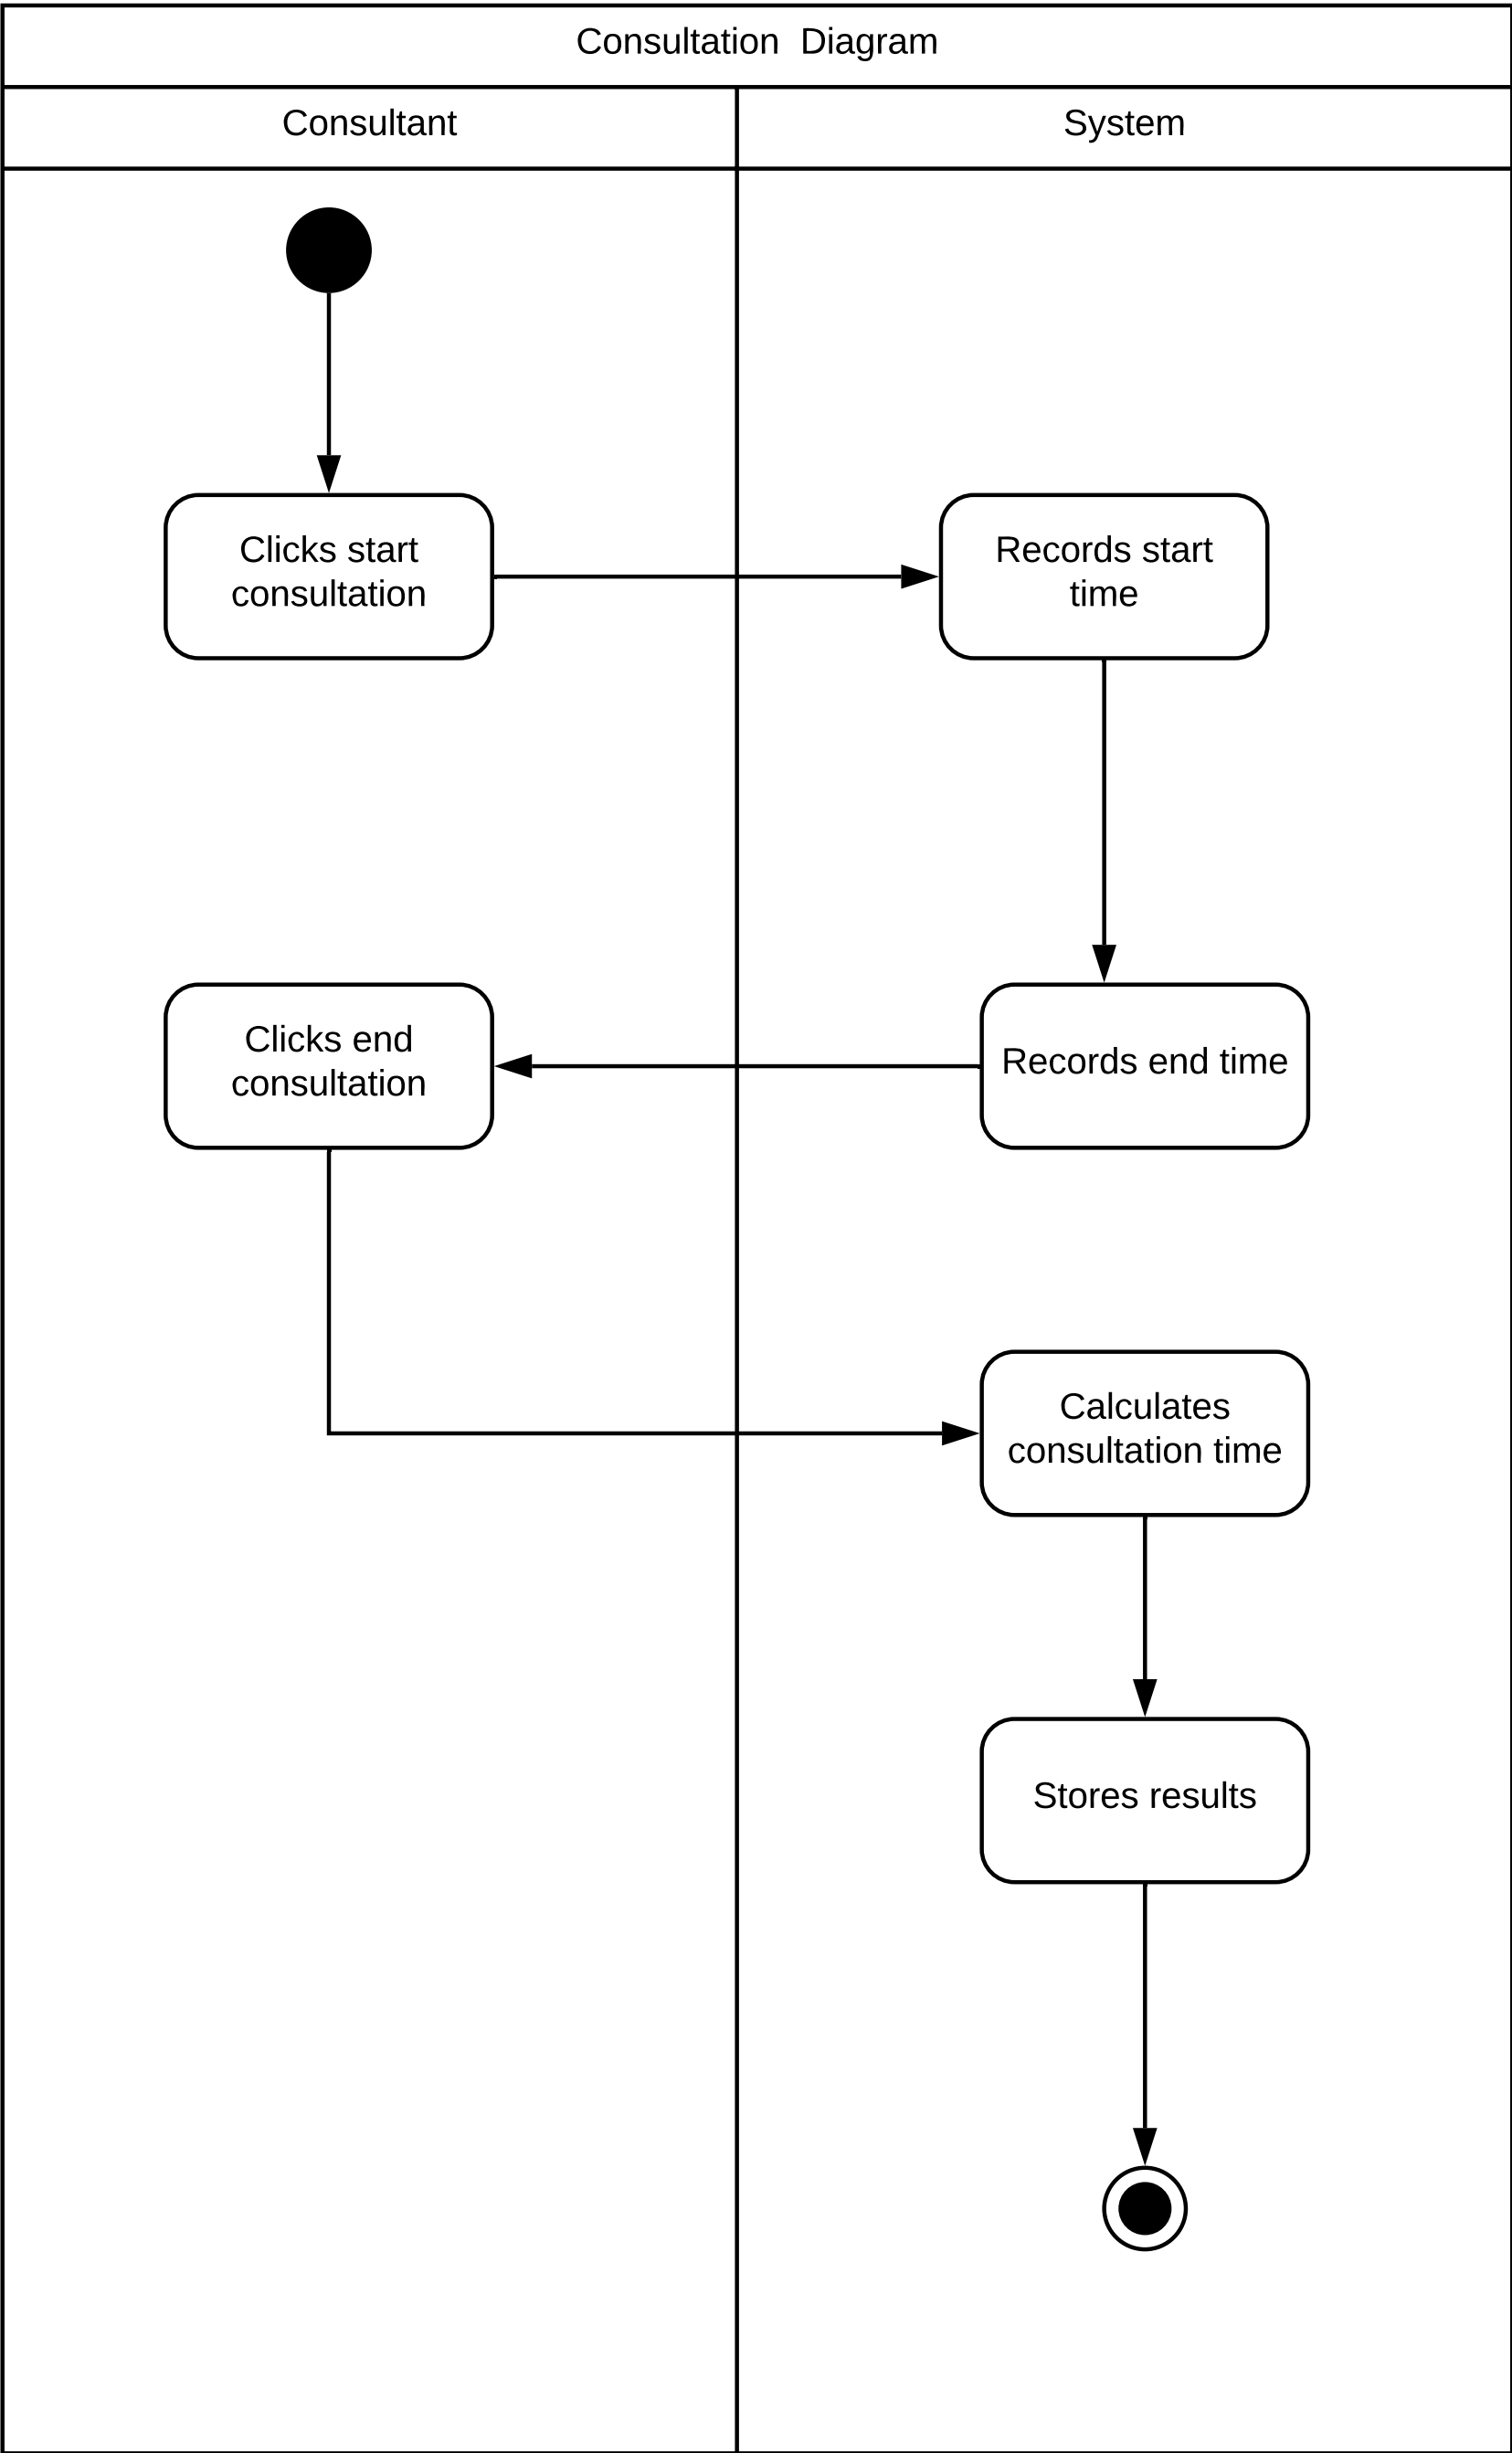 Consultation  Diagram
Consultant
System
Clicks start
consultation
Records start
time
Clicks end
consultation
Records end time
Calculates
consultation time
Stores results